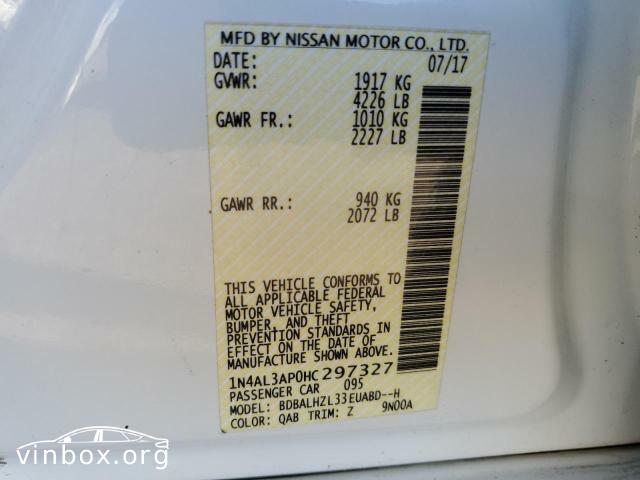 MFD BY NISSAN MOTOR CO., LTD.
DATE: 07/17
GVWR: 1917 KG
4226 LB
GAWR FR.: 1010 KG
2227 LB
GAWR RR.: 940 KG
2072 LB
THIS VEHICLE CONFORMS TO
ALL APPLICABLE FEDERAL
MOTOR VEHICLE SAFETY,
BUMPER, AND THEFT
PREVENTION STANDARDS IN
EFFECT ON THE DATE OF
MANUFACTURE SHOWN ABOVE.
1N4AL3AP0HC297327
PASSENGER CAR 095
MODEL: BDBALHZL33EUABD--H
COLOR: QAB TRIM: Z 9N00A
vinbox.org